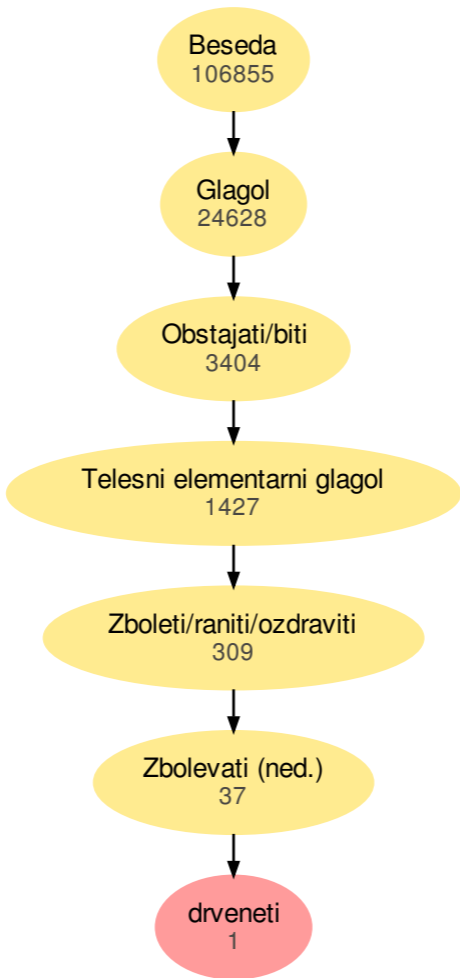 Beseda
106855
Glagol
24628
Obstajati/biti
3404
Telesni elementarni glagol
1427
Zboleti/raniti/ozdraviti
309
Zbolevati (ned.)
37
drveneti
1